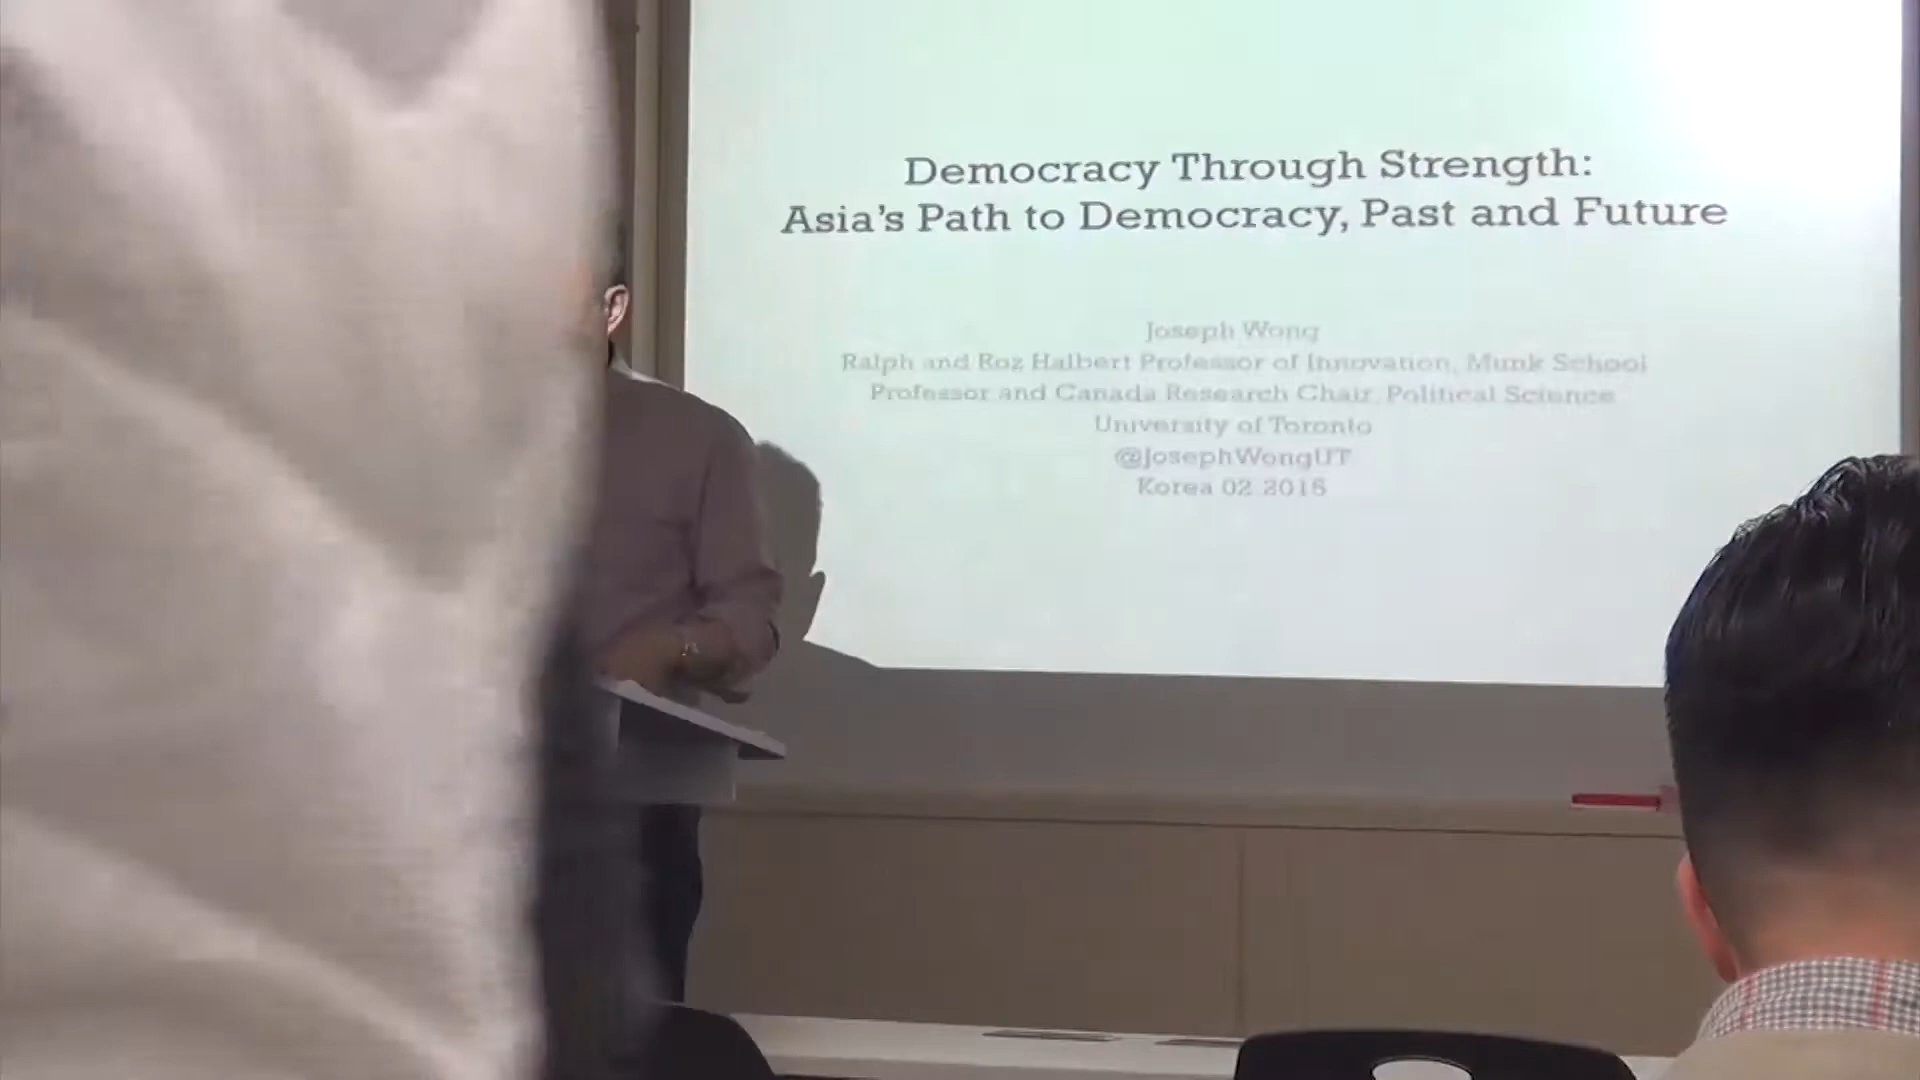 Democracy Through Strength:
Asia's Path to Democracy, Past and Future
Joseph Wong
Ralph and Roz Halbert Professor of Innovation, Munk School
Professor and Canada Research Chair, Political Science
University of Toronto
@JosephWongUT
Korea 02 2016